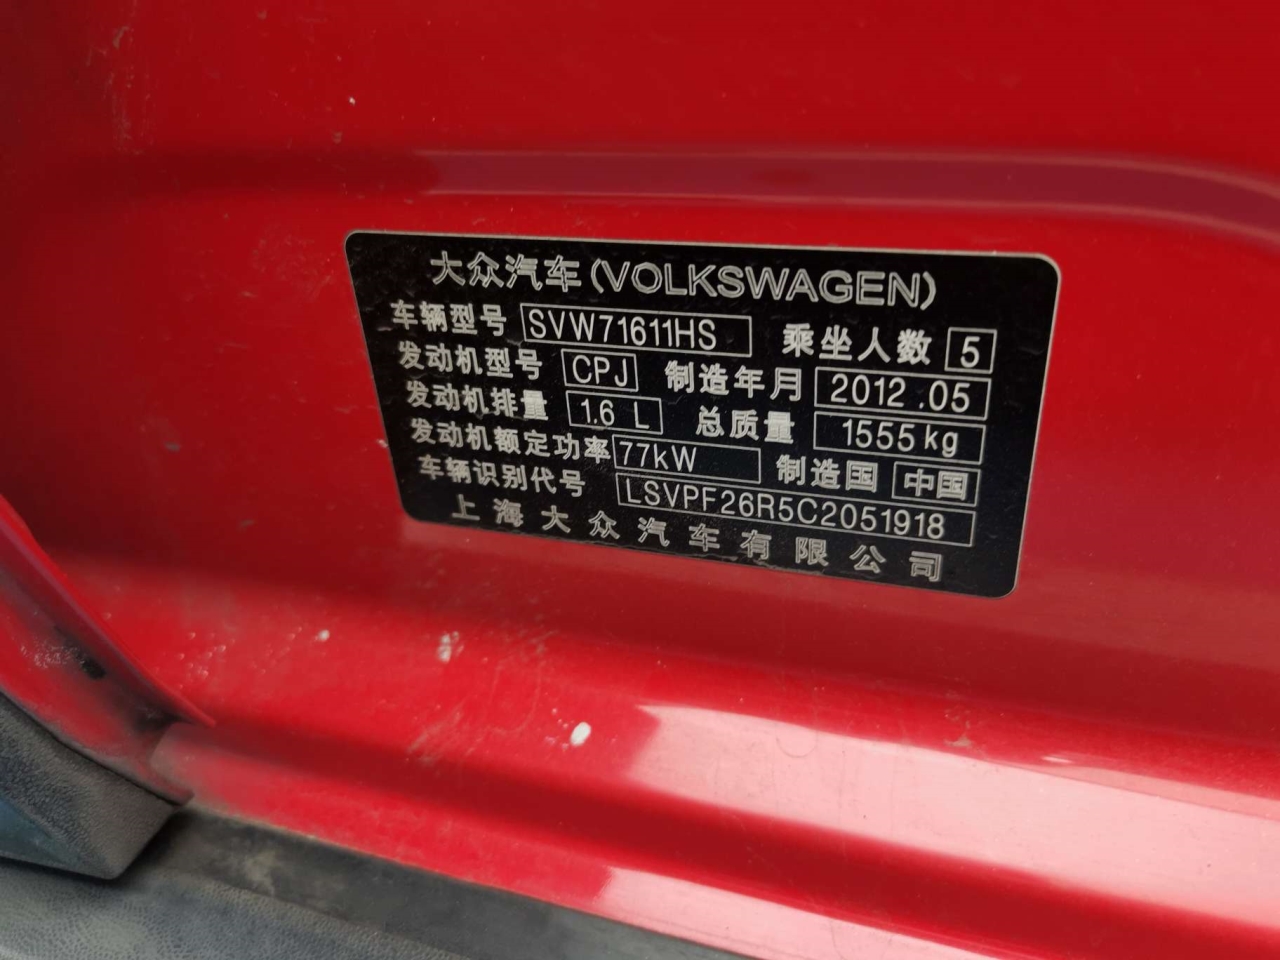 大众汽车(VOLKSWAGEN)
车辆型号 SVW71611HS 乘坐人数 5
发动机型号 CPJ 制造年月 2012.05
发动机排量 1.6 L 总质量 1555kg
发动机额定功率 77kW 制造国 中国
车辆识别代号 LSVPF26R5C2051918
上海大众汽车有限公司